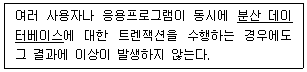 여러 사용자나 응용프로그램이 동시에 분산 데이
터베이스에 대한 트렌잭션을 수행하는 경우에도
그 결과에 이상이 발생하지 않는다.